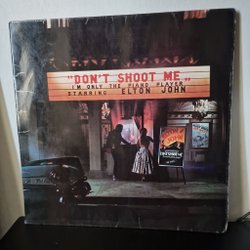 "DON'T SHOOT ME„
I'M ONLY THE PIANO PLAYER
STARRING ELTON JOHN